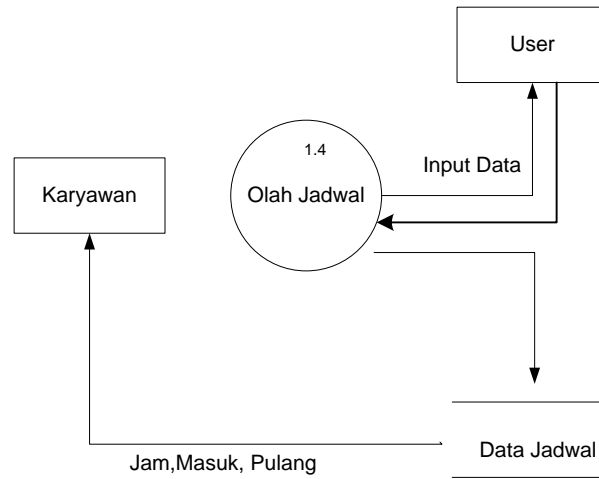 User
1.4
Input Data
Karyawan
Olah Jadwal
Data Jadwal
Jam,Masuk, Pulang